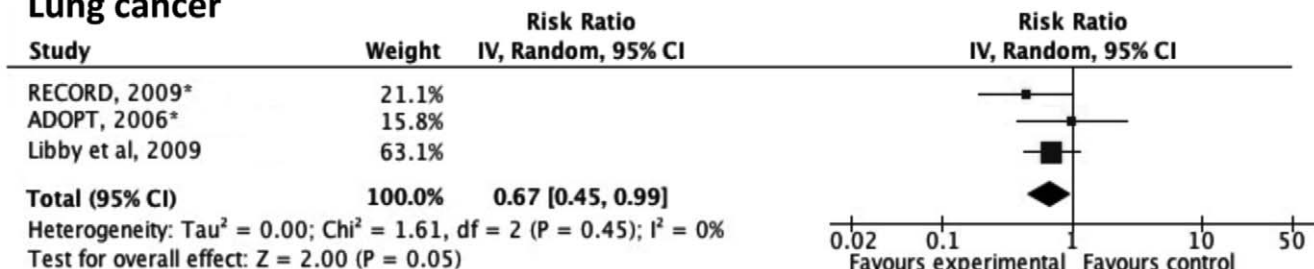 Lung cancer
Risk Ratio Risk Ratio
Study Weight IV, Random, 95% CI IV, Random, 95% CI
RECORD, 2009* 21.1%
ADOPT, 2006* 15.8%
Libby et al, 2009 63.1%
Total (95% CI) 100.0% 0.67 [0.45, 0.99]
Heterogeneity: Tau² = 0.00; Chi² = 1.61, df = 2 (P = 0.45); I² = 0%
Test for overall effect: Z = 2.00 (P = 0.05)
0.02 0.1 1 10 50
Favours experimental Favours control